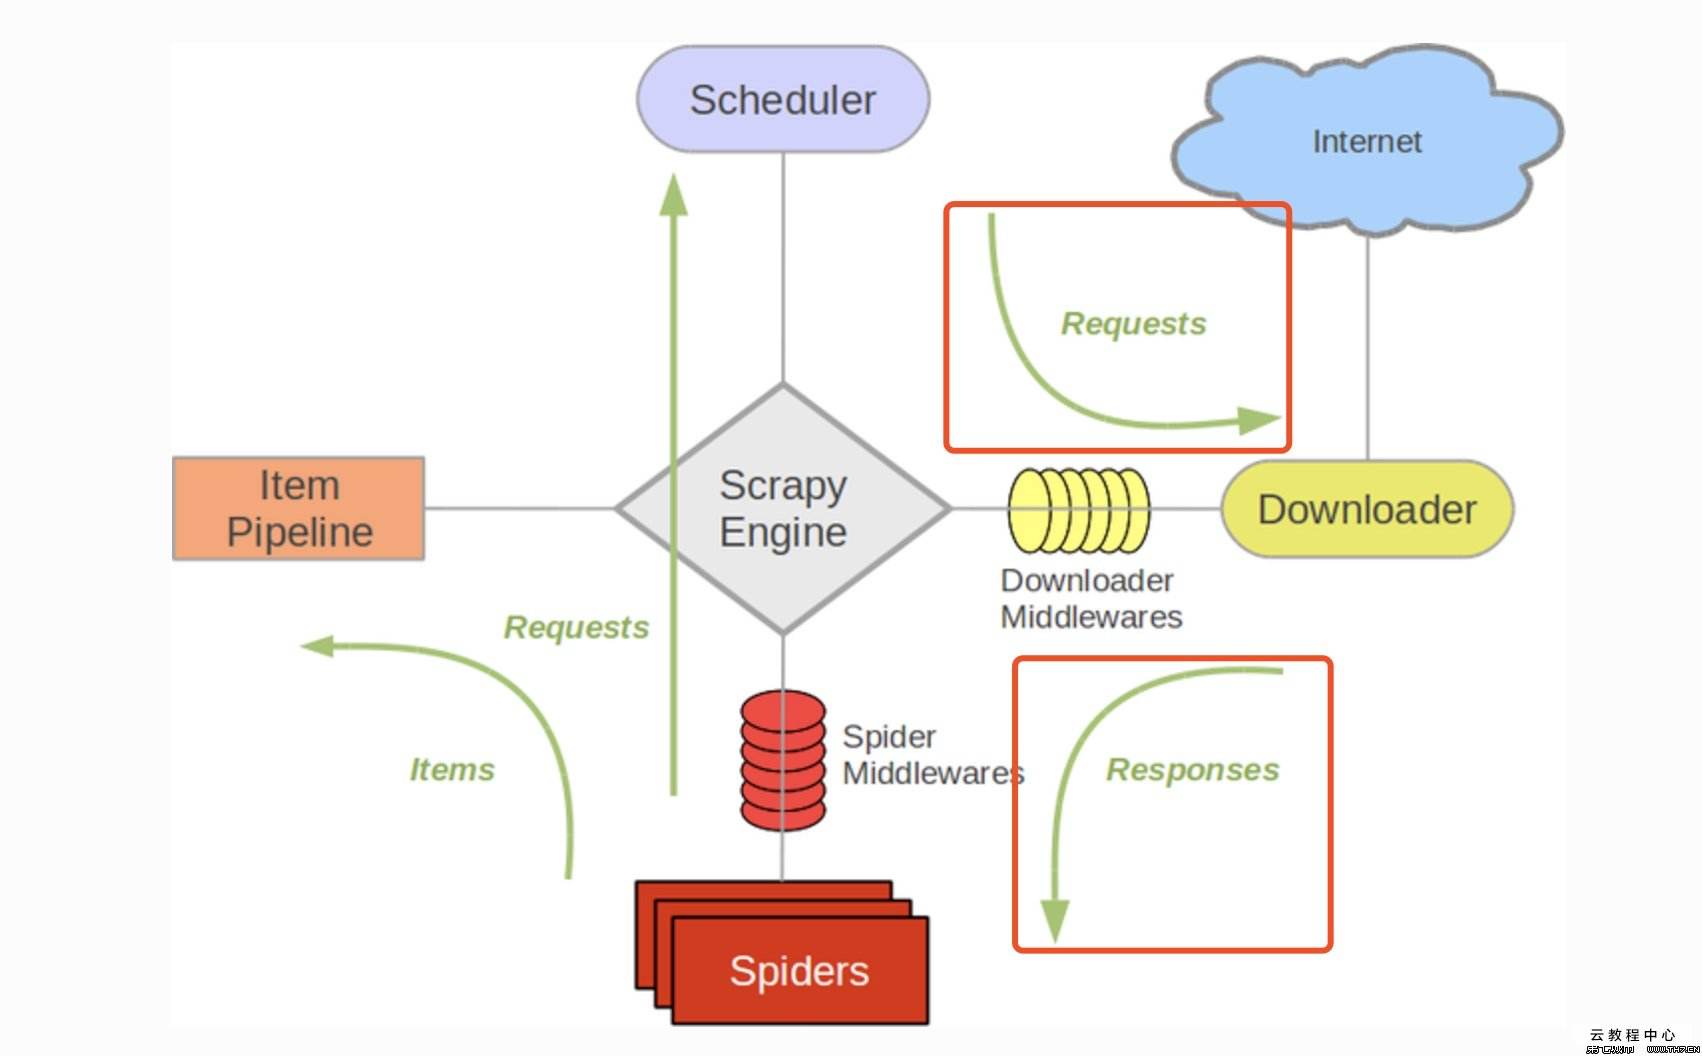 Scheduler
Internet
Requests
Item
Pipeline
Scrapy
Engine
Downloader
Downloader
Middlewares
Requests
Items
Spider
Middlewares
Responses
Spiders
云教程中心